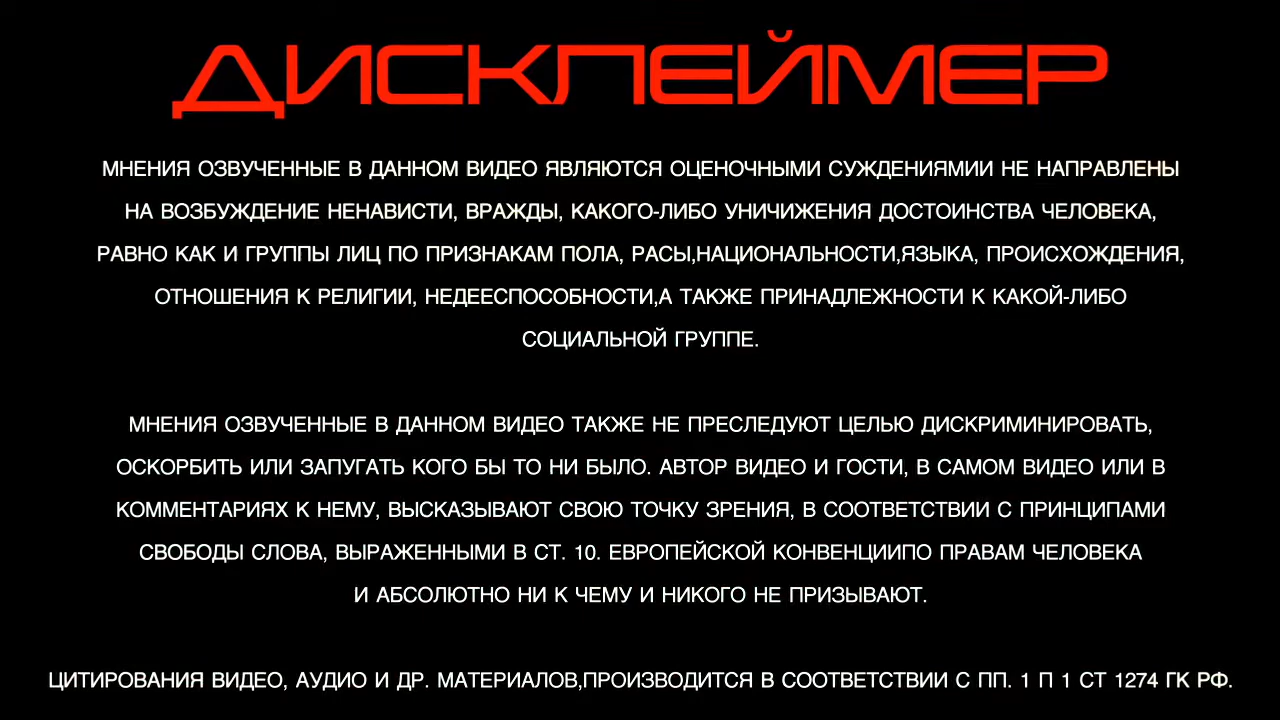 ДИСКЛЕЙМЕР
МНЕНИЯ ОЗВУЧЕННЫЕ В ДАННОМ ВИДЕО ЯВЛЯЮТСЯ ОЦЕНОЧНЫМИ СУЖДЕНИЯМИИ НЕ НАПРАВЛЕНЫ
НА ВОЗБУЖДЕНИЕ НЕНАВИСТИ, ВРАЖДЫ, КАКОГО-ЛИБО УНИЧИЖЕНИЯ ДОСТОИНСТВА ЧЕЛОВЕКА,
РАВНО КАК И ГРУППЫ ЛИЦ ПО ПРИЗНАКАМ ПОЛА, РАСЫ,НАЦИОНАЛЬНОСТИ,ЯЗЫКА, ПРОИСХОЖДЕНИЯ,
ОТНОШЕНИЯ К РЕЛИГИИ, НЕДЕЕСПОСОБНОСТИ,А ТАКЖЕ ПРИНАДЛЕЖНОСТИ К КАКОЙ-ЛИБО
СОЦИАЛЬНОЙ ГРУППЕ.
МНЕНИЯ ОЗВУЧЕННЫЕ В ДАННОМ ВИДЕО ТАКЖЕ НЕ ПРЕСЛЕДУЮТ ЦЕЛЬЮ ДИСКРИМИНИРОВАТЬ,
ОСКОРБИТЬ ИЛИ ЗАПУГАТЬ КОГО БЫ ТО НИ БЫЛО. АВТОР ВИДЕО И ГОСТИ, В САМОМ ВИДЕО ИЛИ В
КОММЕНТАРИЯХ К НЕМУ, ВЫСКАЗЫВАЮТ СВОЮ ТОЧКУ ЗРЕНИЯ, В СООТВЕТСТВИИ С ПРИНЦИПАМИ
СВОБОДЫ СЛОВА, ВЫРАЖЕННЫМИ В СТ. 10. ЕВРОПЕЙСКОЙ КОНВЕНЦИИПО ПРАВАМ ЧЕЛОВЕКА
И АБСОЛЮТНО НИ К ЧЕМУ И НИКОГО НЕ ПРИЗЫВАЮТ.
ЦИТИРОВАНИЯ ВИДЕО, АУДИО И ДР. МАТЕРИАЛОВ,ПРОИЗВОДИТСЯ В СООТВЕТСТВИИ С ПП. 1 П 1 СТ 1274 ГК РФ.